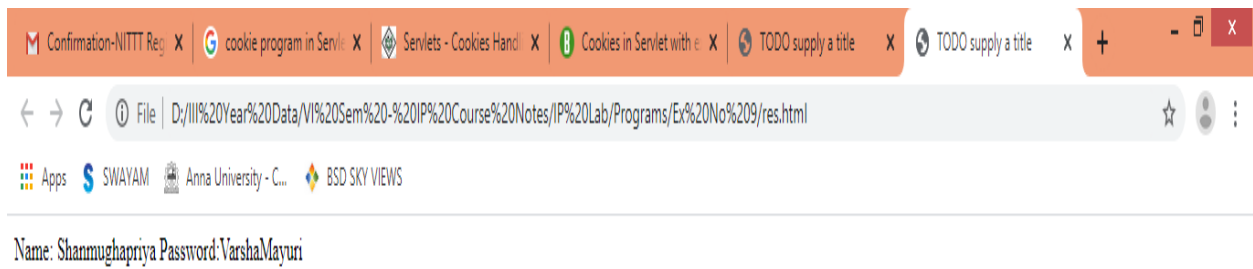 Confirmation-NITTT Reg cookie program in Servle Servlets - Cookies Handl Cookies in Servlet with e TODO supply a title TODO supply a title
File D:/III%20Year%20Data/VI%20Sem%20-%20IP%20Course%20Notes/IP%20Lab/Programs/Ex%20No%209/res.html
Apps SWAYAM Anna University - C... BSD SKY VIEWS
Name: Shanmughapriya Password:VarshaMayuri